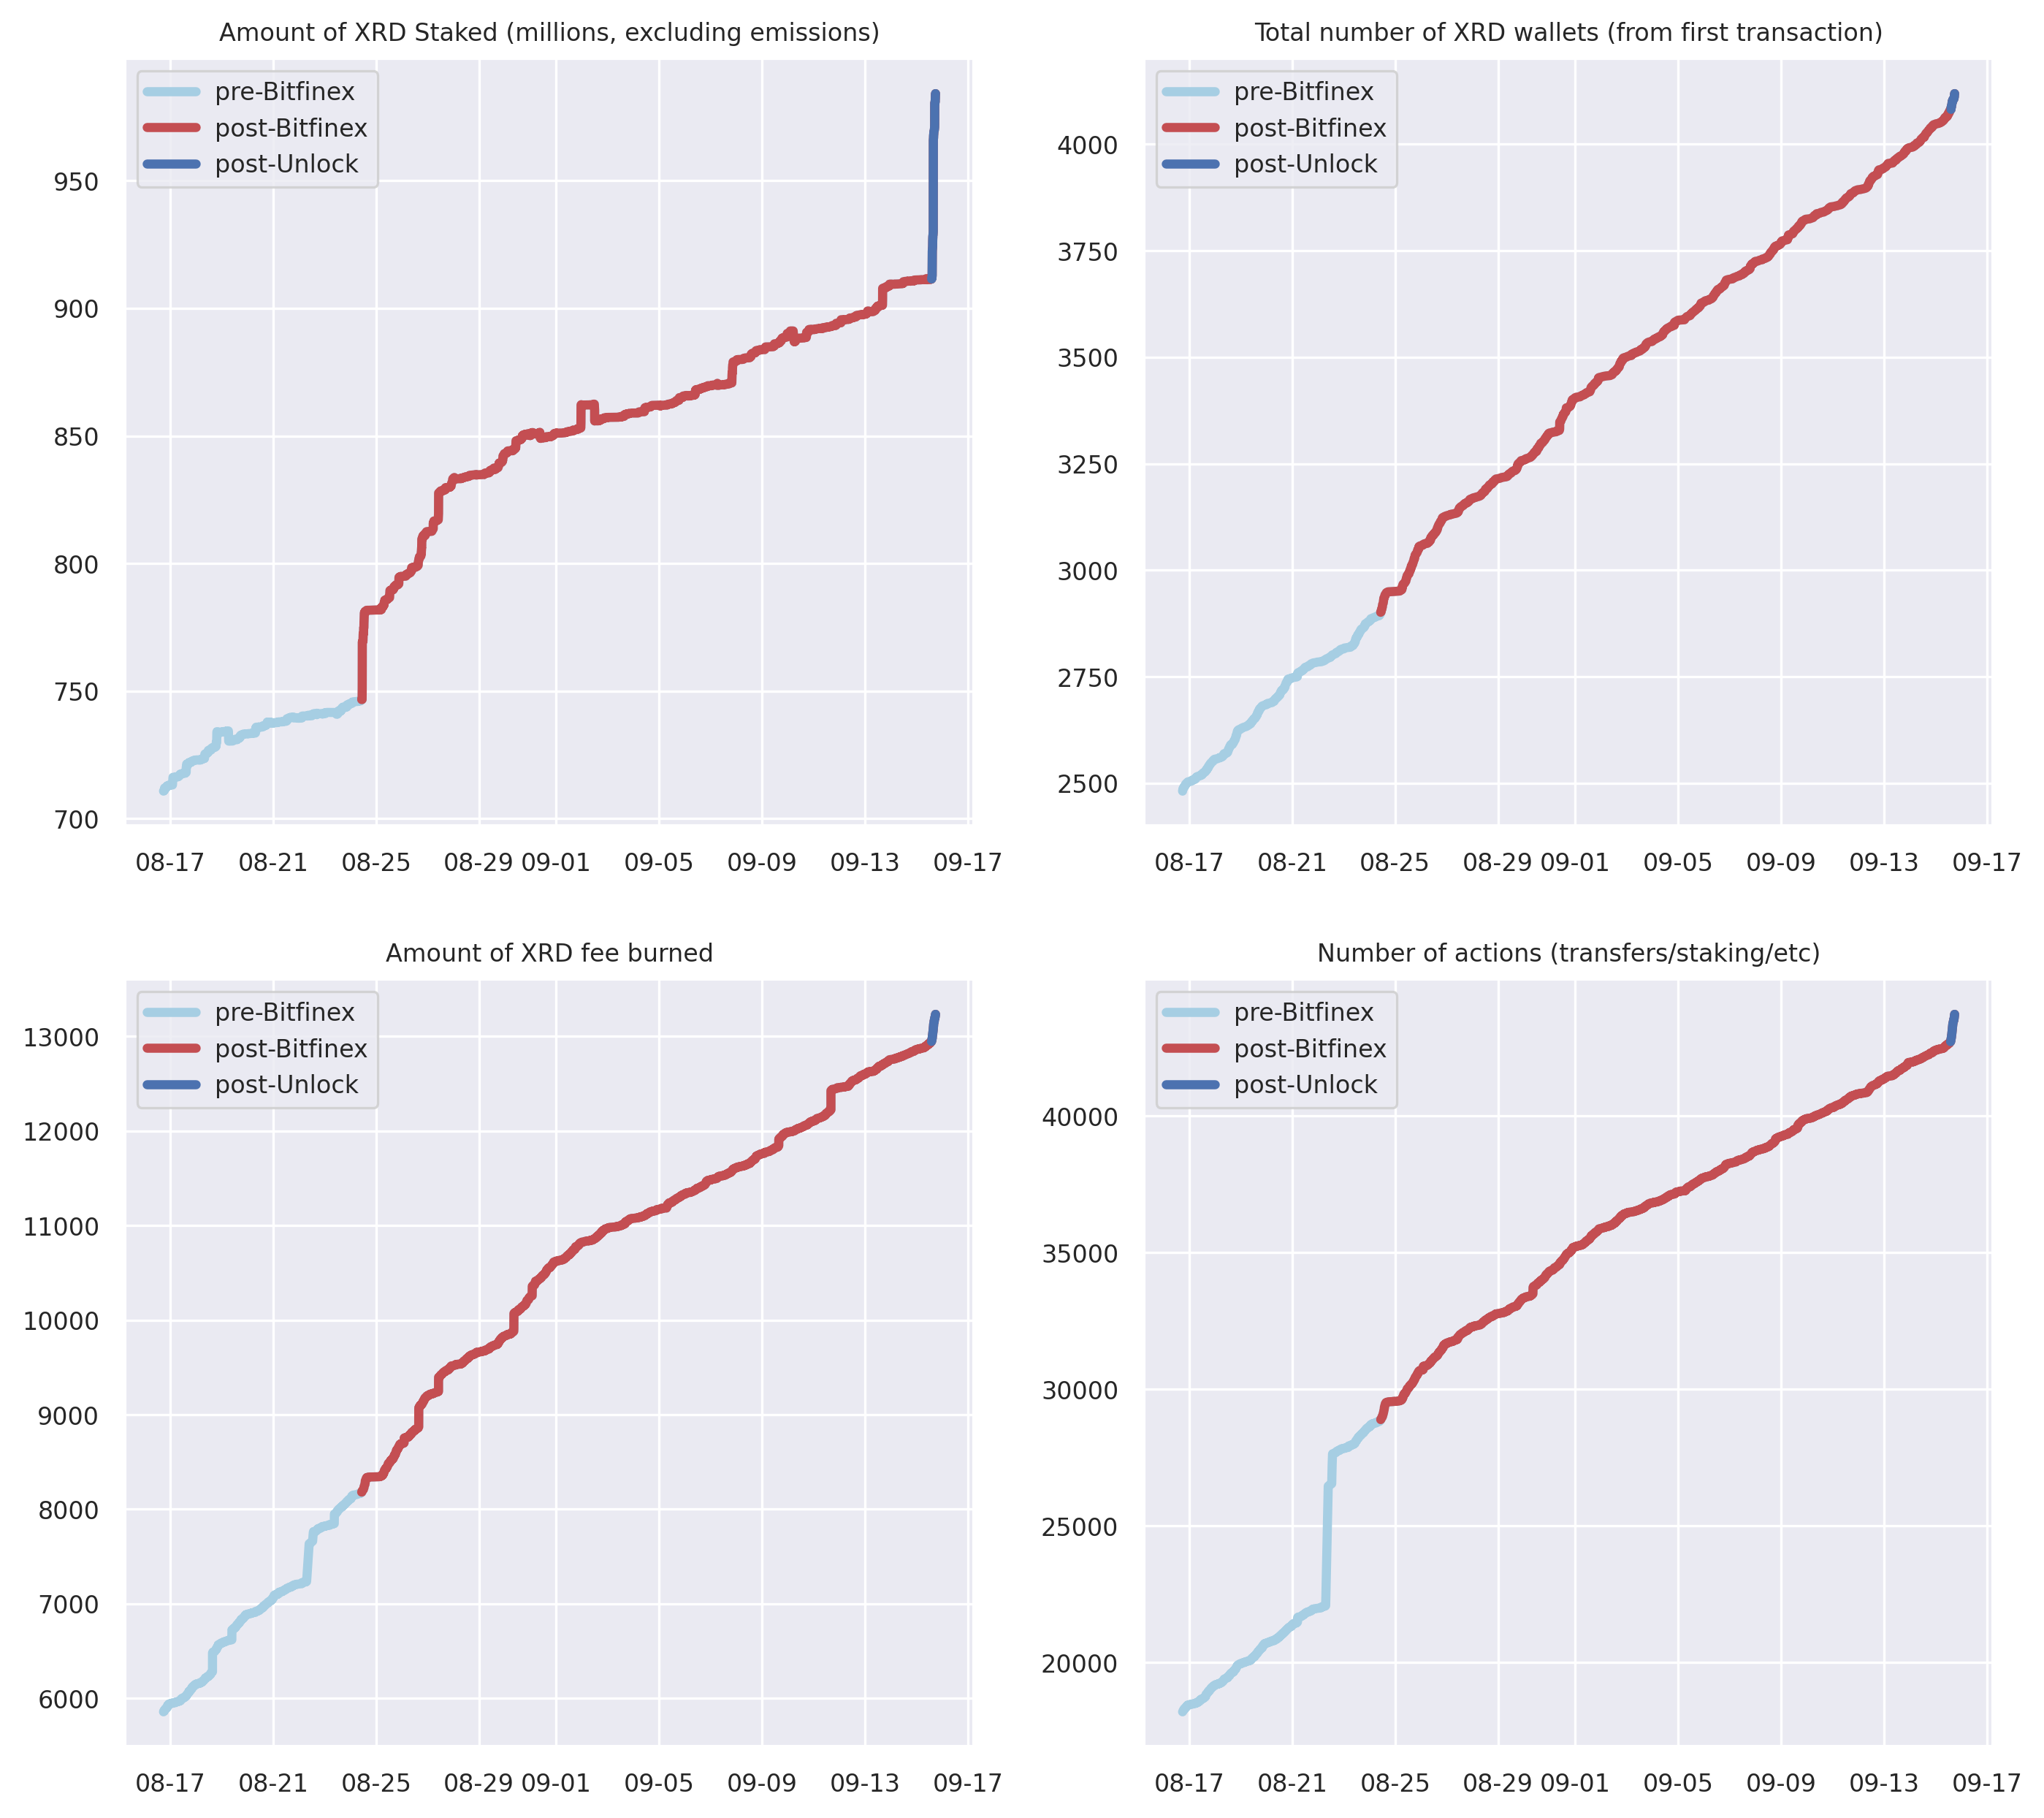 Amount of XRD Staked (millions, excluding emissions)
pre-Bitfinex
post-Bitfinex
post-Unlock
950
900
850
800
750
700
08-17 08-21 08-25 08-29 09-01 09-05 09-09 09-13 09-17
Total number of XRD wallets (from first transaction)
pre-Bitfinex
post-Bitfinex
post-Unlock
4000
3750
3500
3250
3000
2750
2500
08-17 08-21 08-25 08-29 09-01 09-05 09-09 09-13 09-17
Amount of XRD fee burned
pre-Bitfinex
post-Bitfinex
post-Unlock
13000
12000
11000
10000
9000
8000
7000
6000
08-17 08-21 08-25 08-29 09-01 09-05 09-09 09-13 09-17
Number of actions (transfers/staking/etc)
pre-Bitfinex
post-Bitfinex
post-Unlock
40000
35000
30000
25000
20000
08-17 08-21 08-25 08-29 09-01 09-05 09-09 09-13 09-17